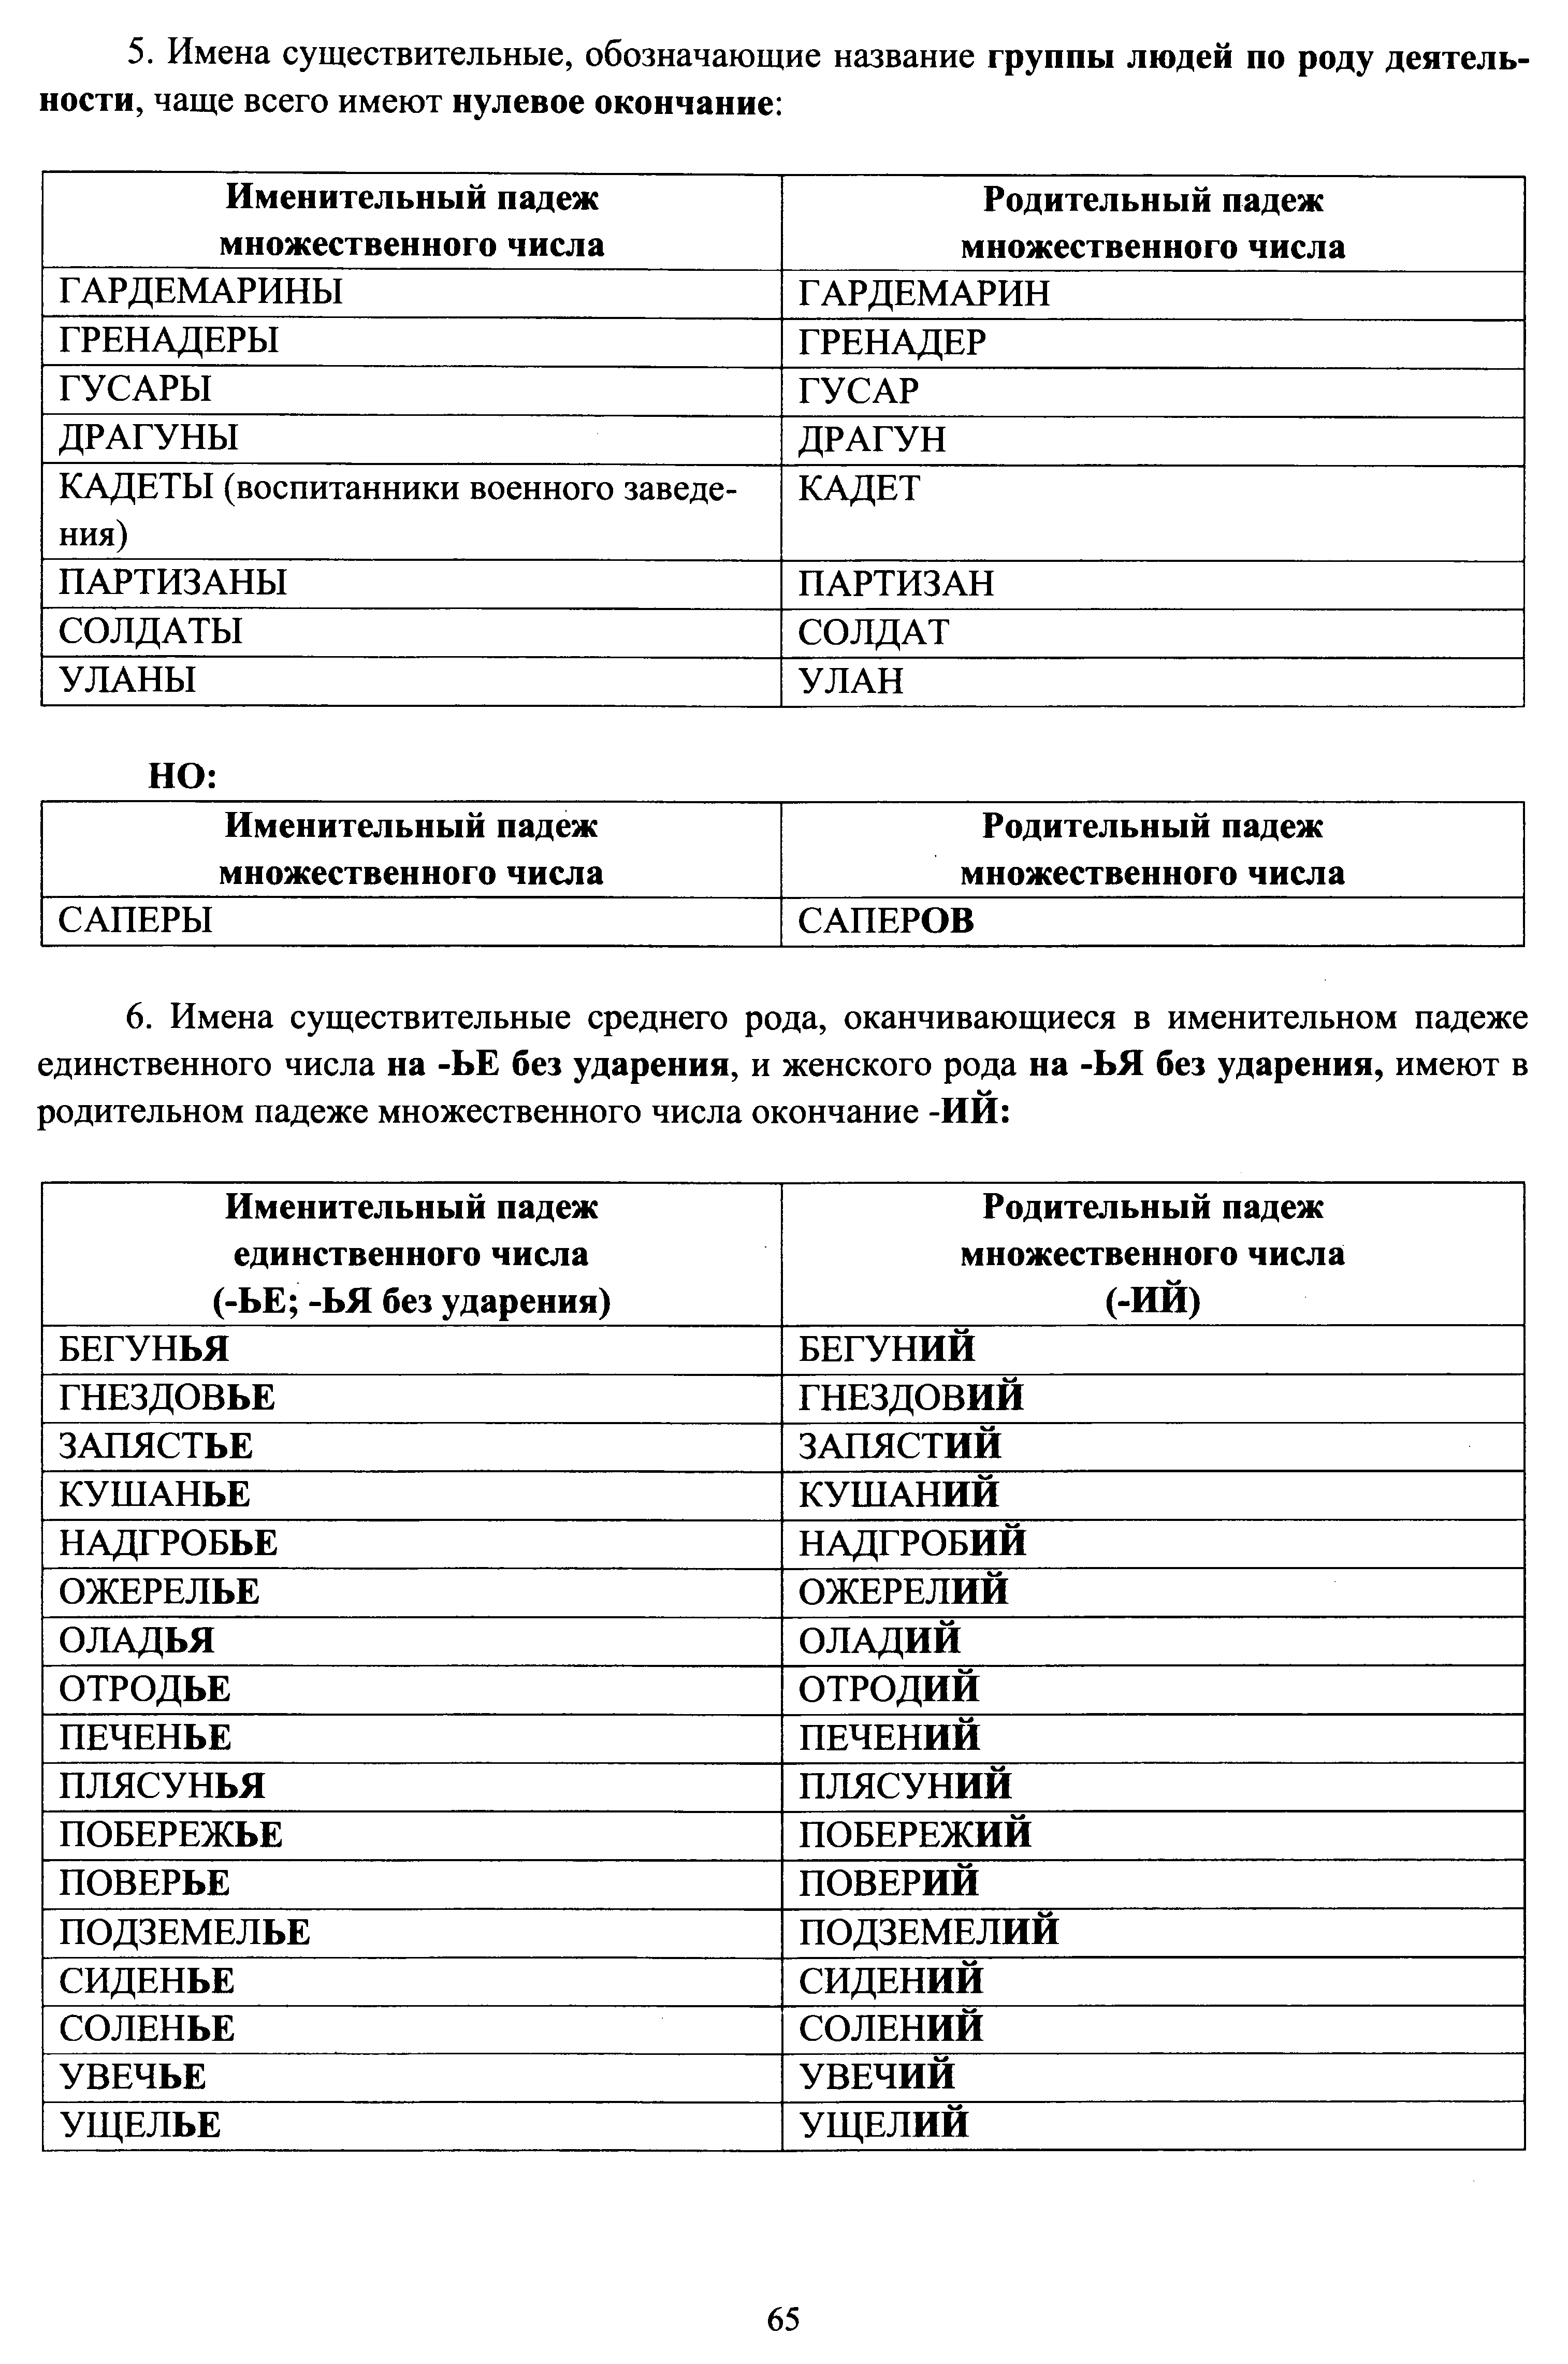 5. Имена существительные, обозначающие название группы людей по роду деятель-
ности, чаще всего имеют нулевое окончание:
Именительный падеж
множественного числа
Родительный падеж
множественного числа
ГАРДЕМАРИНЫ
ГАРДЕМАРИН
ГРЕНАДЕРЫ
ГРЕНАДЕР
ГУСАРЫ
ГУСАР
ДРАГУНЫ
ДРАГУН
КАДЕТЫ (воспитанники военного заведе-
ния)
КАДЕТ
ПАРТИЗАНЫ
ПАРТИЗАН
СОЛДАТЫ
СОЛДАТ
УЛАНЫ
УЛАН
НО:
Именительный падеж
множественного числа
Родительный падеж
множественного числа
САПЕРЫ
САПЕРОВ
6. Имена существительные среднего рода, оканчивающиеся в именительном падеже
единственного числа на -ЬЕ без ударения, и женского рода на -ЬЯ без ударения, имеют в
родительном падеже множественного числа окончание -ИЙ:
Именительный падеж
единственного числа
(-ЬЕ; -ЬЯ без ударения)
Родительный падеж
множественного числа
(-ИЙ)
БЕГУНЬЯ
БЕГУНИЙ
ГНЕЗДОВЬЕ
ГНЕЗДОВИЙ
ЗАПЯСТЬЕ
ЗАПЯСТИЙ
КУШАНЬЕ
КУШАНИЙ
НАДГРОБЬЕ
НАДГРОБИЙ
ОЖЕРЕЛЬЕ
ОЖЕРЕЛИЙ
ОЛАДЬЯ
ОЛАДИЙ
ОТРОДЬЕ
ОТРОДИЙ
ПЕЧЕНЬЕ
ПЕЧЕНИЙ
ПЛЯСУНЬЯ
ПЛЯСУНИЙ
ПОБЕРЕЖЬЕ
ПОБЕРЕЖИЙ
ПОВЕРЬЕ
ПОВЕРИЙ
ПОДЗЕМЕЛЬЕ
ПОДЗЕМЕЛИЙ
СИДЕНЬЕ
СИДЕНИЙ
СОЛЕНЬЕ
СОЛЕНИЙ
УВЕЧЬЕ
УВЕЧИЙ
УЩЕЛЬЕ
УЩЕЛИЙ
65